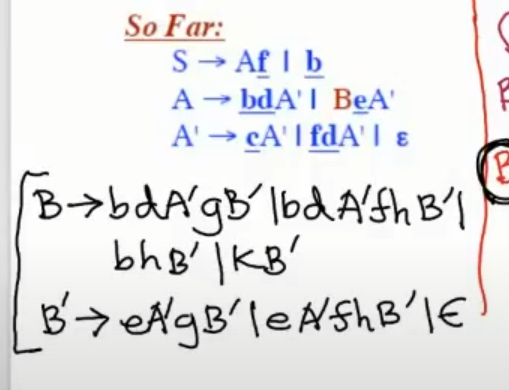 So Far:
S → Af | b
A → bdA' | BeA'
A' → cA' | fdA' | ε
B→bdA'gB' | bdA'fhB' |
bhB' | KB'
B'→ eA'gB' | eA'fhB' | ∈
B